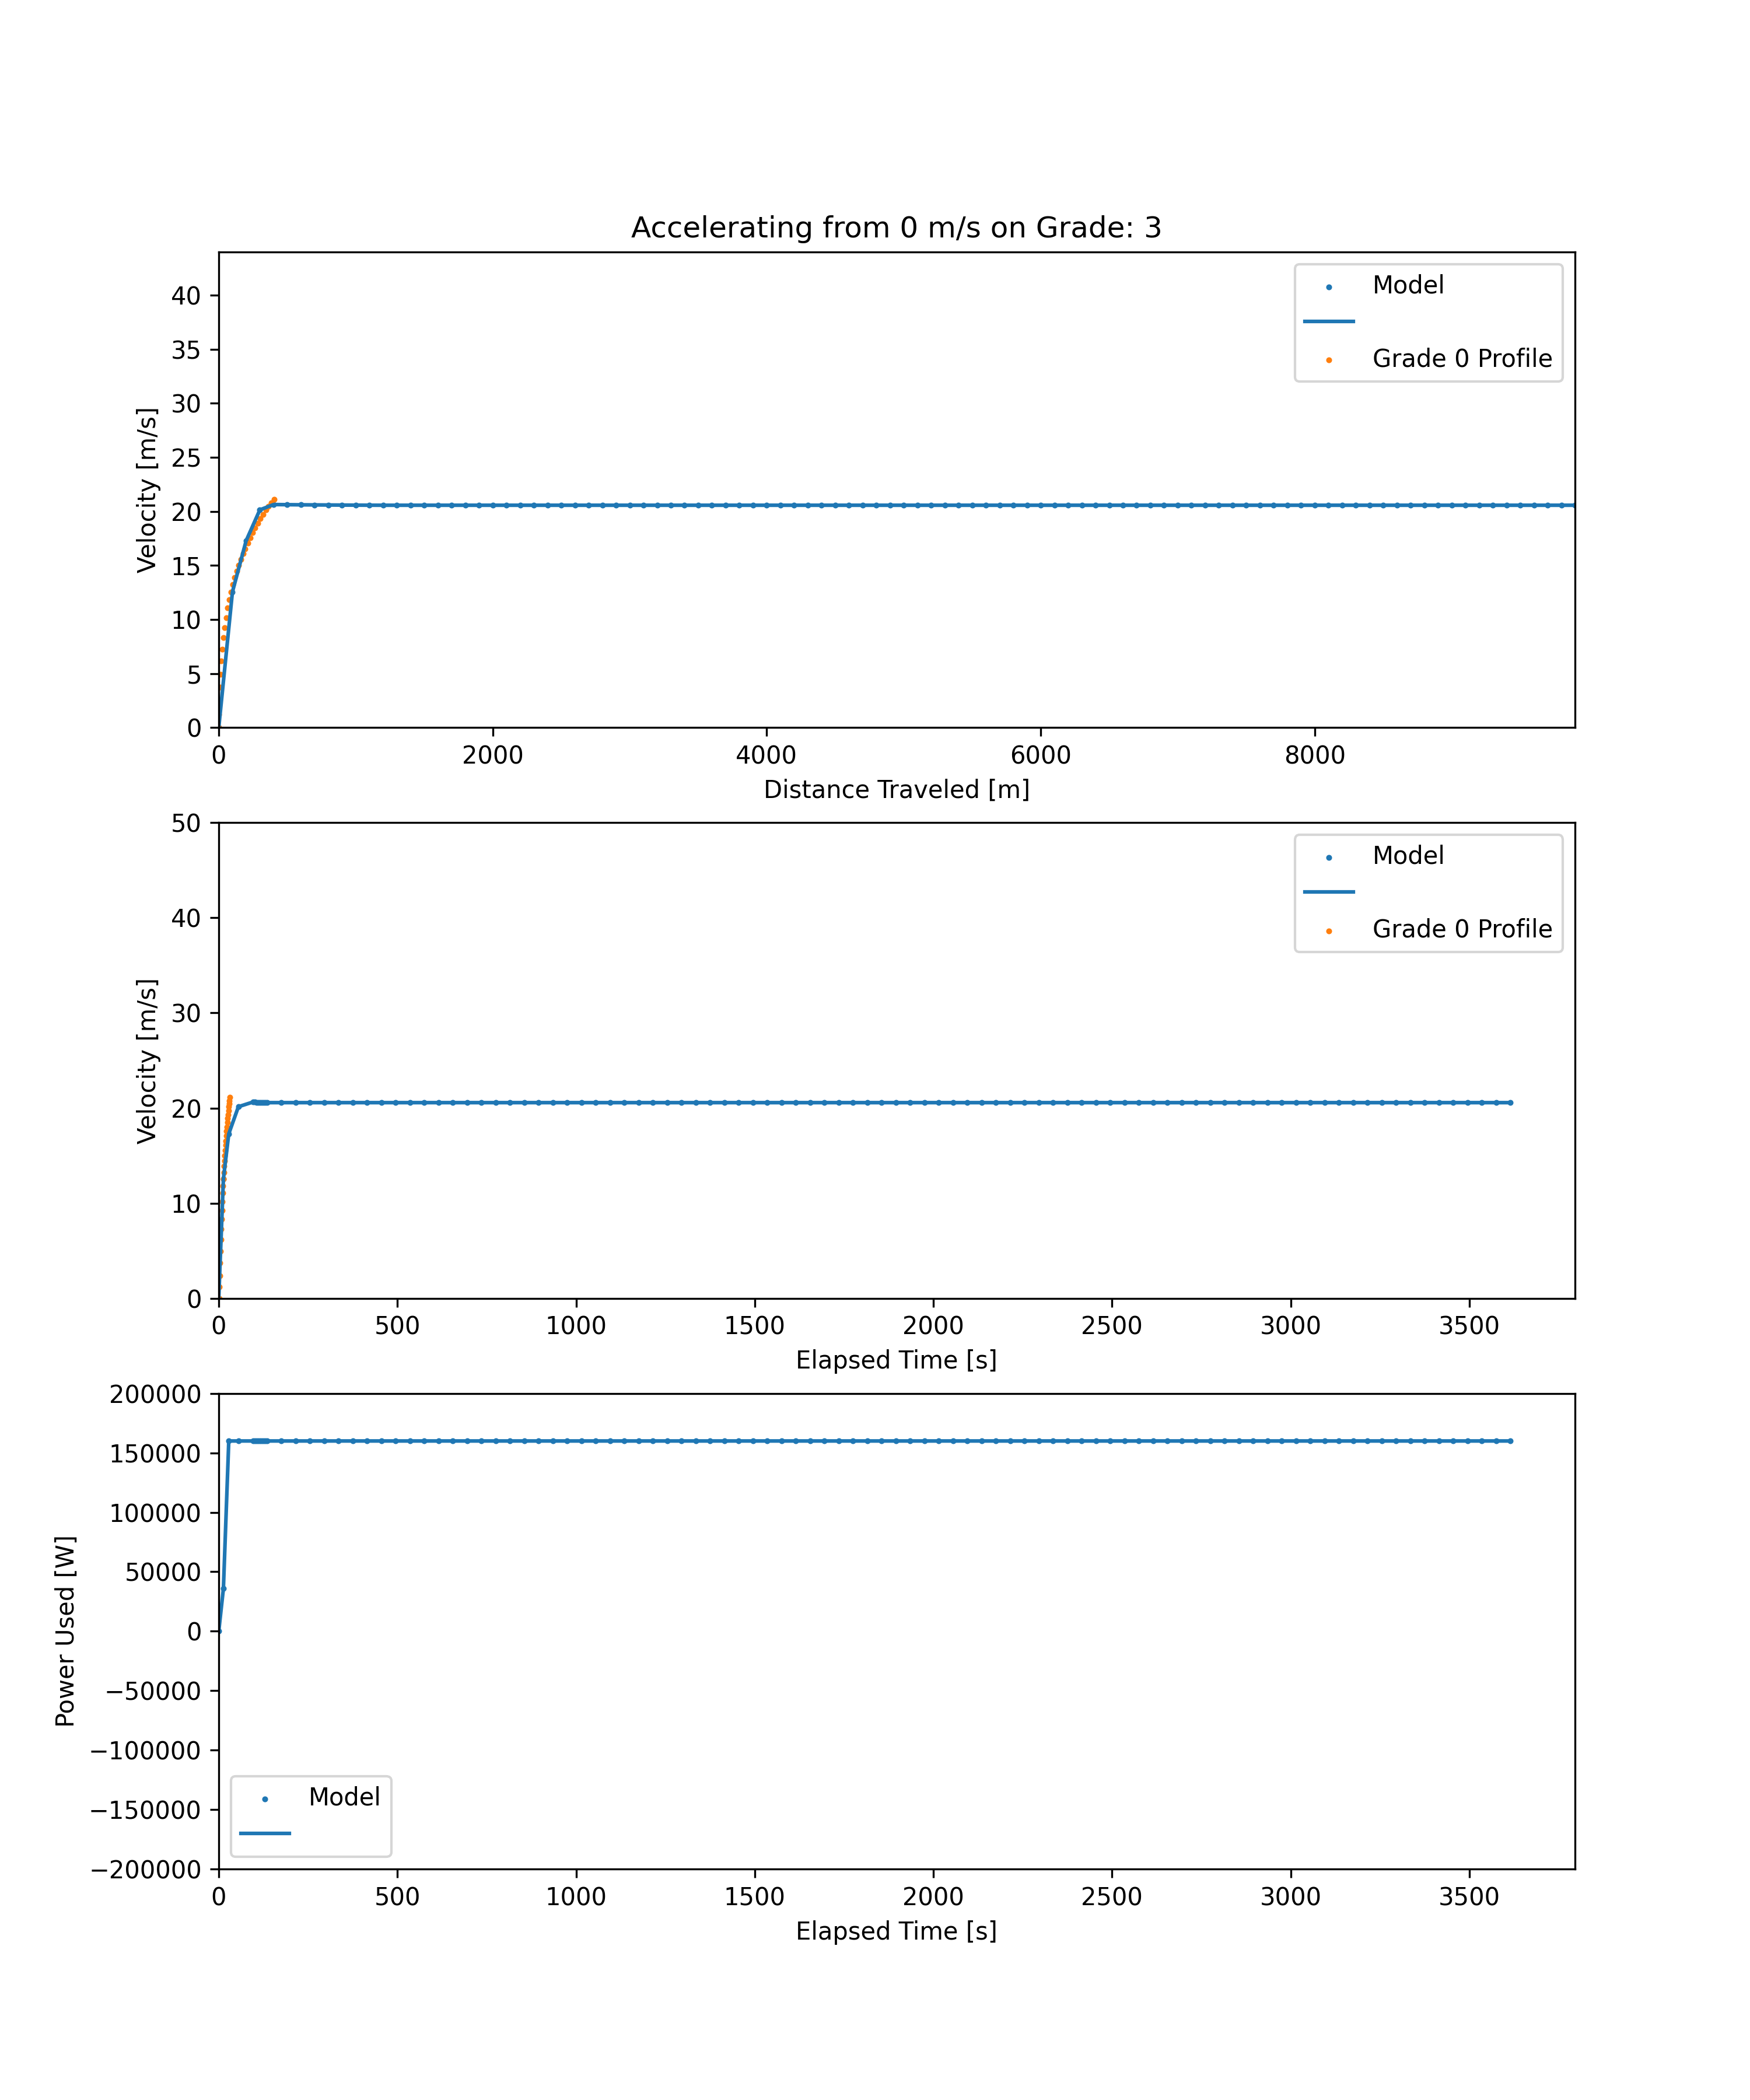 Accelerating from 0 m/s on Grade: 3
Velocity [m/s]
40
35
30
25
20
15
10
5
0
Model
Grade 0 Profile
0 2000 4000 6000 8000
Distance Traveled [m]
Velocity [m/s]
50
40
30
20
10
0
Model
Grade 0 Profile
0 500 1000 1500 2000 2500 3000 3500
Elapsed Time [s]
Power Used [W]
200000
150000
100000
50000
0
−50000
−100000
−150000
−200000
Model
0 500 1000 1500 2000 2500 3000 3500
Elapsed Time [s]